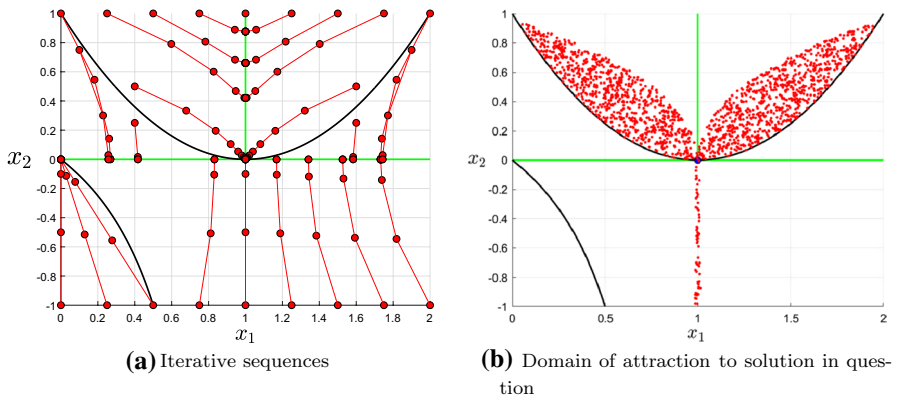 1
0.8
0.6
0.4
0.2
0
-0.2
-0.4
-0.6
-0.8
-1
x₂
0 0.2 0.4 0.6 0.8 1 1.2 1.4 1.6 1.8 2
x₁
(a) Iterative sequences
1
0.8
0.6
0.4
0.2
0
-0.2
-0.4
-0.6
-0.8
-1
x₂
0 0.5 1 1.5 2
x₁
(b) Domain of attraction to solution in ques-
tion